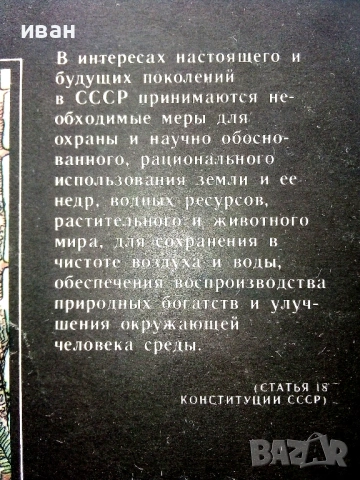 иван
В интересах настоящего и
будущих поколений
в СССР принимаются не-
обходимые меры для
охраны и научно обосно-
ванного, рационального
использования земли и ее
недр, водных ресурсов,
растительного и животного
мира, для сохранения в
чистоте воздуха и воды,
обеспечения воспроизводства
природных богатств и улуч-
шения окружающей
человека среды.
(СТАТЬЯ 18
КОНСТИТУЦИИ СССР)
BAZAR